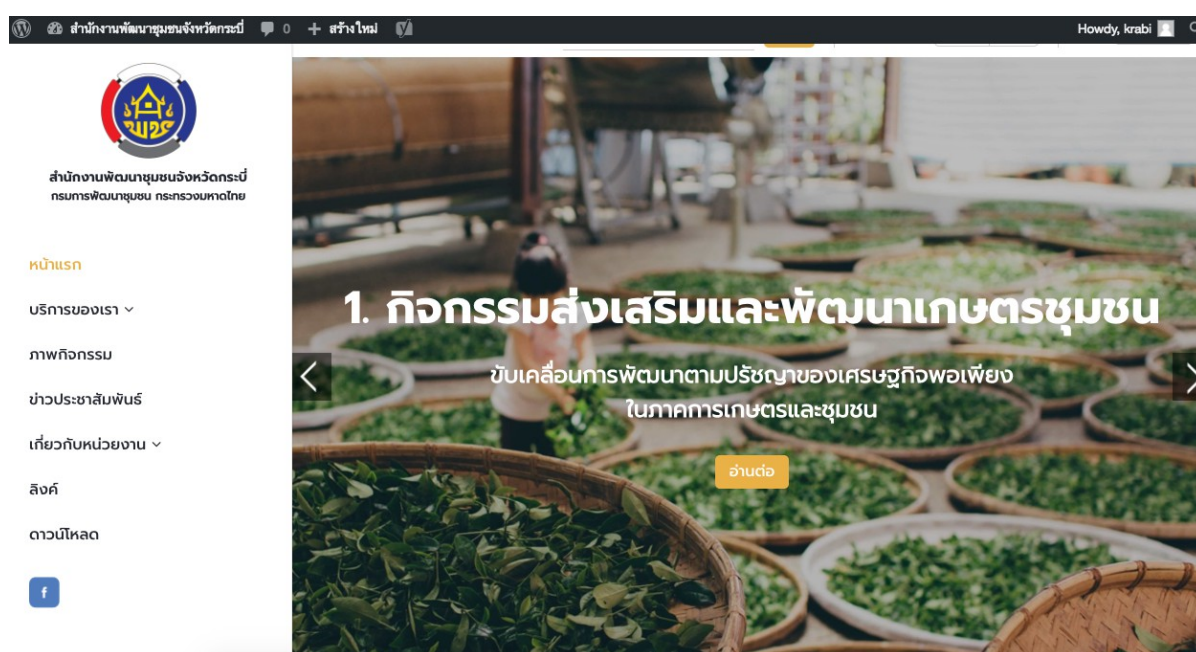 สำนักงานพัฒนาชุมชนจังหวัดกระบี่ 0 + สร้างใหม่ Howdy, krabi
พช
สำนักงานพัฒนาชุมชนจังหวัดกระบี่
กรมการพัฒนาชุมชน กระทรวงมหาดไทย
หน้าแรก
บริการของเรา
ภาพกิจกรรม
ข่าวประชาสัมพันธ์
เกี่ยวกับหน่วยงาน
ลิงค์
ดาวน์โหลด
f
1. กิจกรรมส่งเสริมและพัฒนาเกษตรชุมชน
ขับเคลื่อนการพัฒนาตามปรัชญาของเศรษฐกิจพอเพียง
ในภาคการเกษตรและชุมชน
อ่านต่อ